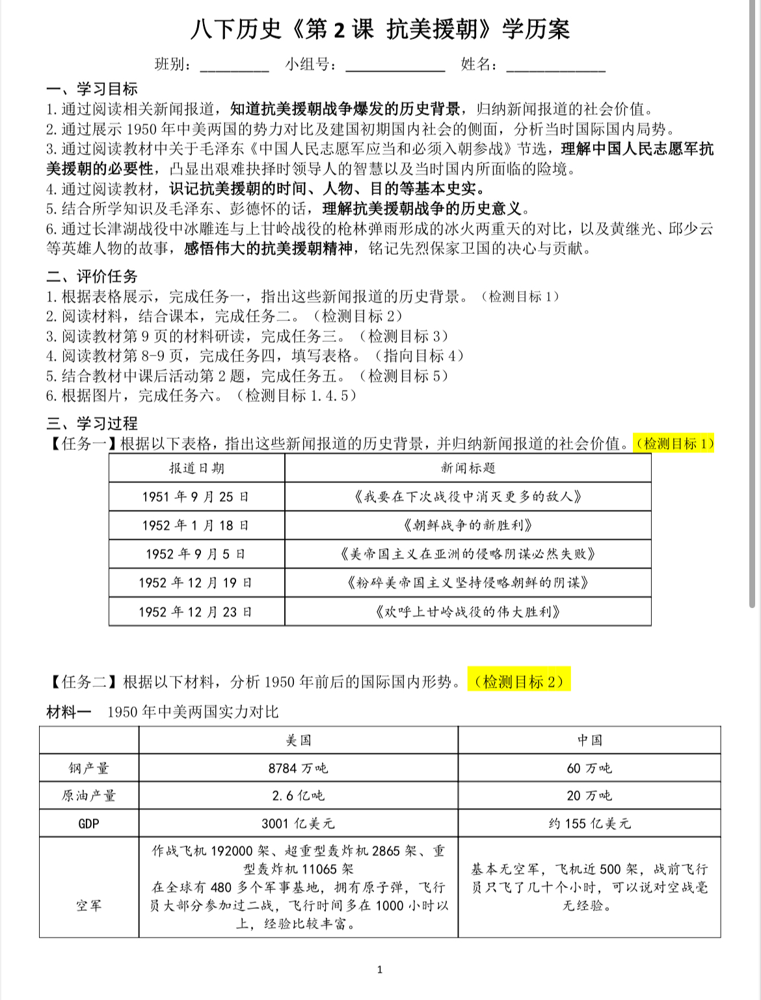 八下历史《第 2 课 抗美援朝》学历案
班别：_________ 小组号：_____________ 姓名：_____________
一、学习目标
1.通过阅读相关新闻报道，知道抗美援朝战争爆发的历史背景，归纳新闻报道的社会价值。
2.通过展示 1950 年中美两国的势力对比及建国初期国内社会的侧面，分析当时国际国内局势。
3.通过阅读教材中关于毛泽东《中国人民志愿军应当和必须入朝参战》节选，理解中国人民志愿军抗
美援朝的必要性，凸显出艰难抉择时领导人的智慧以及当时国内所面临的险境。
4.通过阅读教材，识记抗美援朝的时间、人物、目的等基本史实。
5.结合所学知识及毛泽东、彭德怀的话，理解抗美援朝战争的历史意义。
6.通过长津湖战役中冰雕连与上甘岭战役的枪林弹雨形成的冰火两重天的对比，以及黄继光、邱少云
等英雄人物的故事，感悟伟大的抗美援朝精神，铭记先烈保家卫国的决心与贡献。
二、评价任务
1.根据表格展示，完成任务一，指出这些新闻报道的历史背景。（检测目标 1）
2.阅读材料，结合课本，完成任务二。（检测目标 2）
3.阅读教材第 9 页的材料研读，完成任务三。（检测目标 3）
4.阅读教材第 8-9 页，完成任务四，填写表格。（指向目标 4）
5.结合教材中课后活动第 2 题，完成任务五。（检测目标 5）
6.根据图片，完成任务六。（检测目标 1.4.5）
三、学习过程
【任务一】根据以下表格，指出这些新闻报道的历史背景，并归纳新闻报道的社会价值。（检测目标 1）
报道日期 新闻标题
1951 年 9 月 25 日 《我要在下次战役中消灭更多的敌人》
1952 年 1 月 18 日 《朝鲜战争的新胜利》
1952 年 9 月 5 日 《美帝国主义在亚洲的侵略阴谋必然失败》
1952 年 12 月 19 日 《粉碎美帝国主义坚持侵略朝鲜的阴谋》
1952 年 12 月 23 日 《欢呼上甘岭战役的伟大胜利》
【任务二】根据以下材料，分析 1950 年前后的国际国内形势。（检测目标 2）
材料一 1950 年中美两国实力对比
美国 中国
钢产量 8784 万吨 60 万吨
原油产量 2.6 亿吨 20 万吨
GDP 3001 亿美元 约 155 亿美元
空军
作战飞机 192000 架、超重型轰炸机 2865 架、重
型轰炸机 11065 架
在全球有 480 多个军事基地，拥有原子弹，飞行
员大部分参加过二战，飞行时间多在 1000 小时以
上，经验比较丰富。
基本无空军，飞机近 500 架，战前飞行
员只飞了几十个小时，可以说对空战毫
无经验。
1